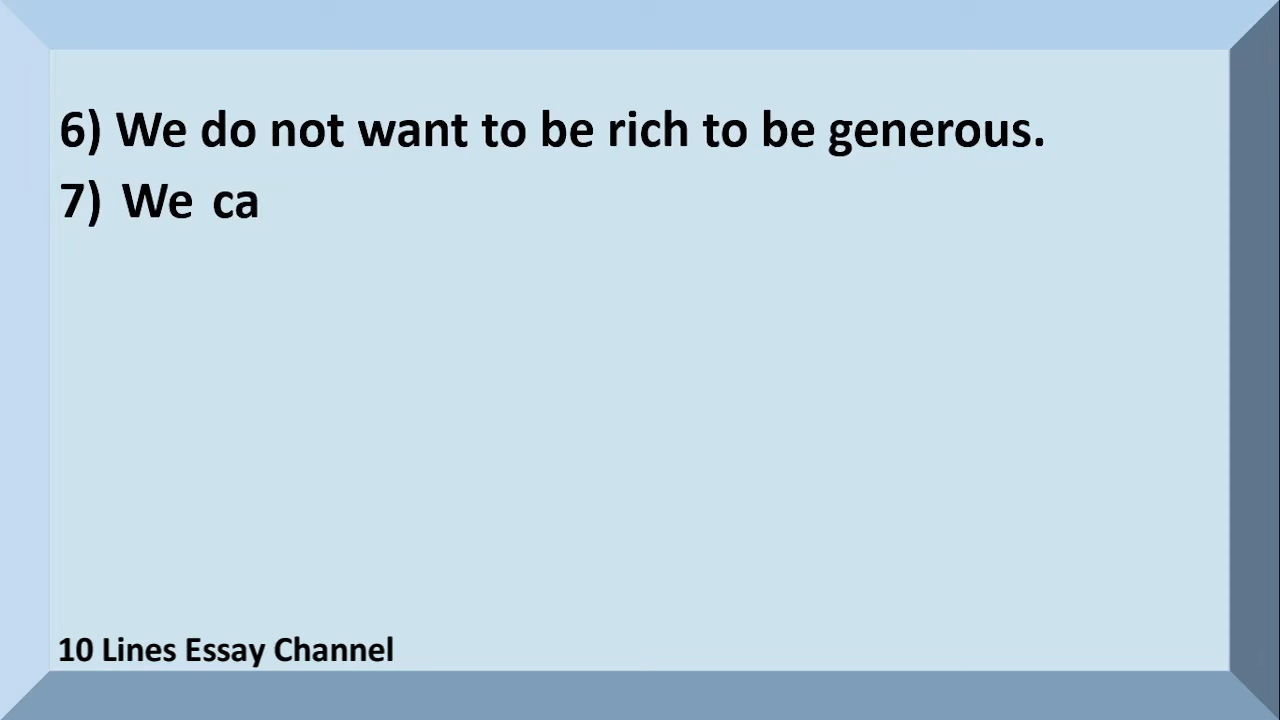 6) We do not want to be rich to be generous.
7) We ca
10 Lines Essay Channel